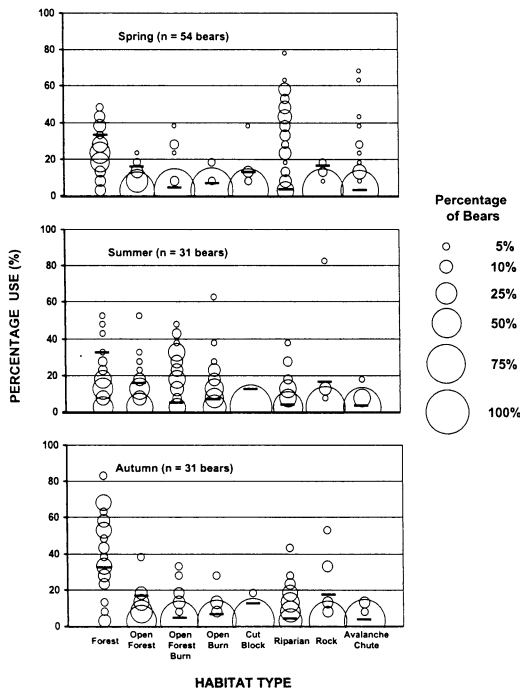 100
80
60
40
20
0
Spring (n = 54 bears)
100
80
60
40
20
0
Summer (n = 31 bears)
100
80
60
40
20
0
Autumn (n = 31 bears)
PERCENTAGE USE (%)
Forest
Open Forest
Open Forest Burn
Open Burn
Cut Block
Riparian
Rock
Avalanche Chute
HABITAT TYPE
Percentage
of Bears
5%
10%
25%
50%
75%
100%